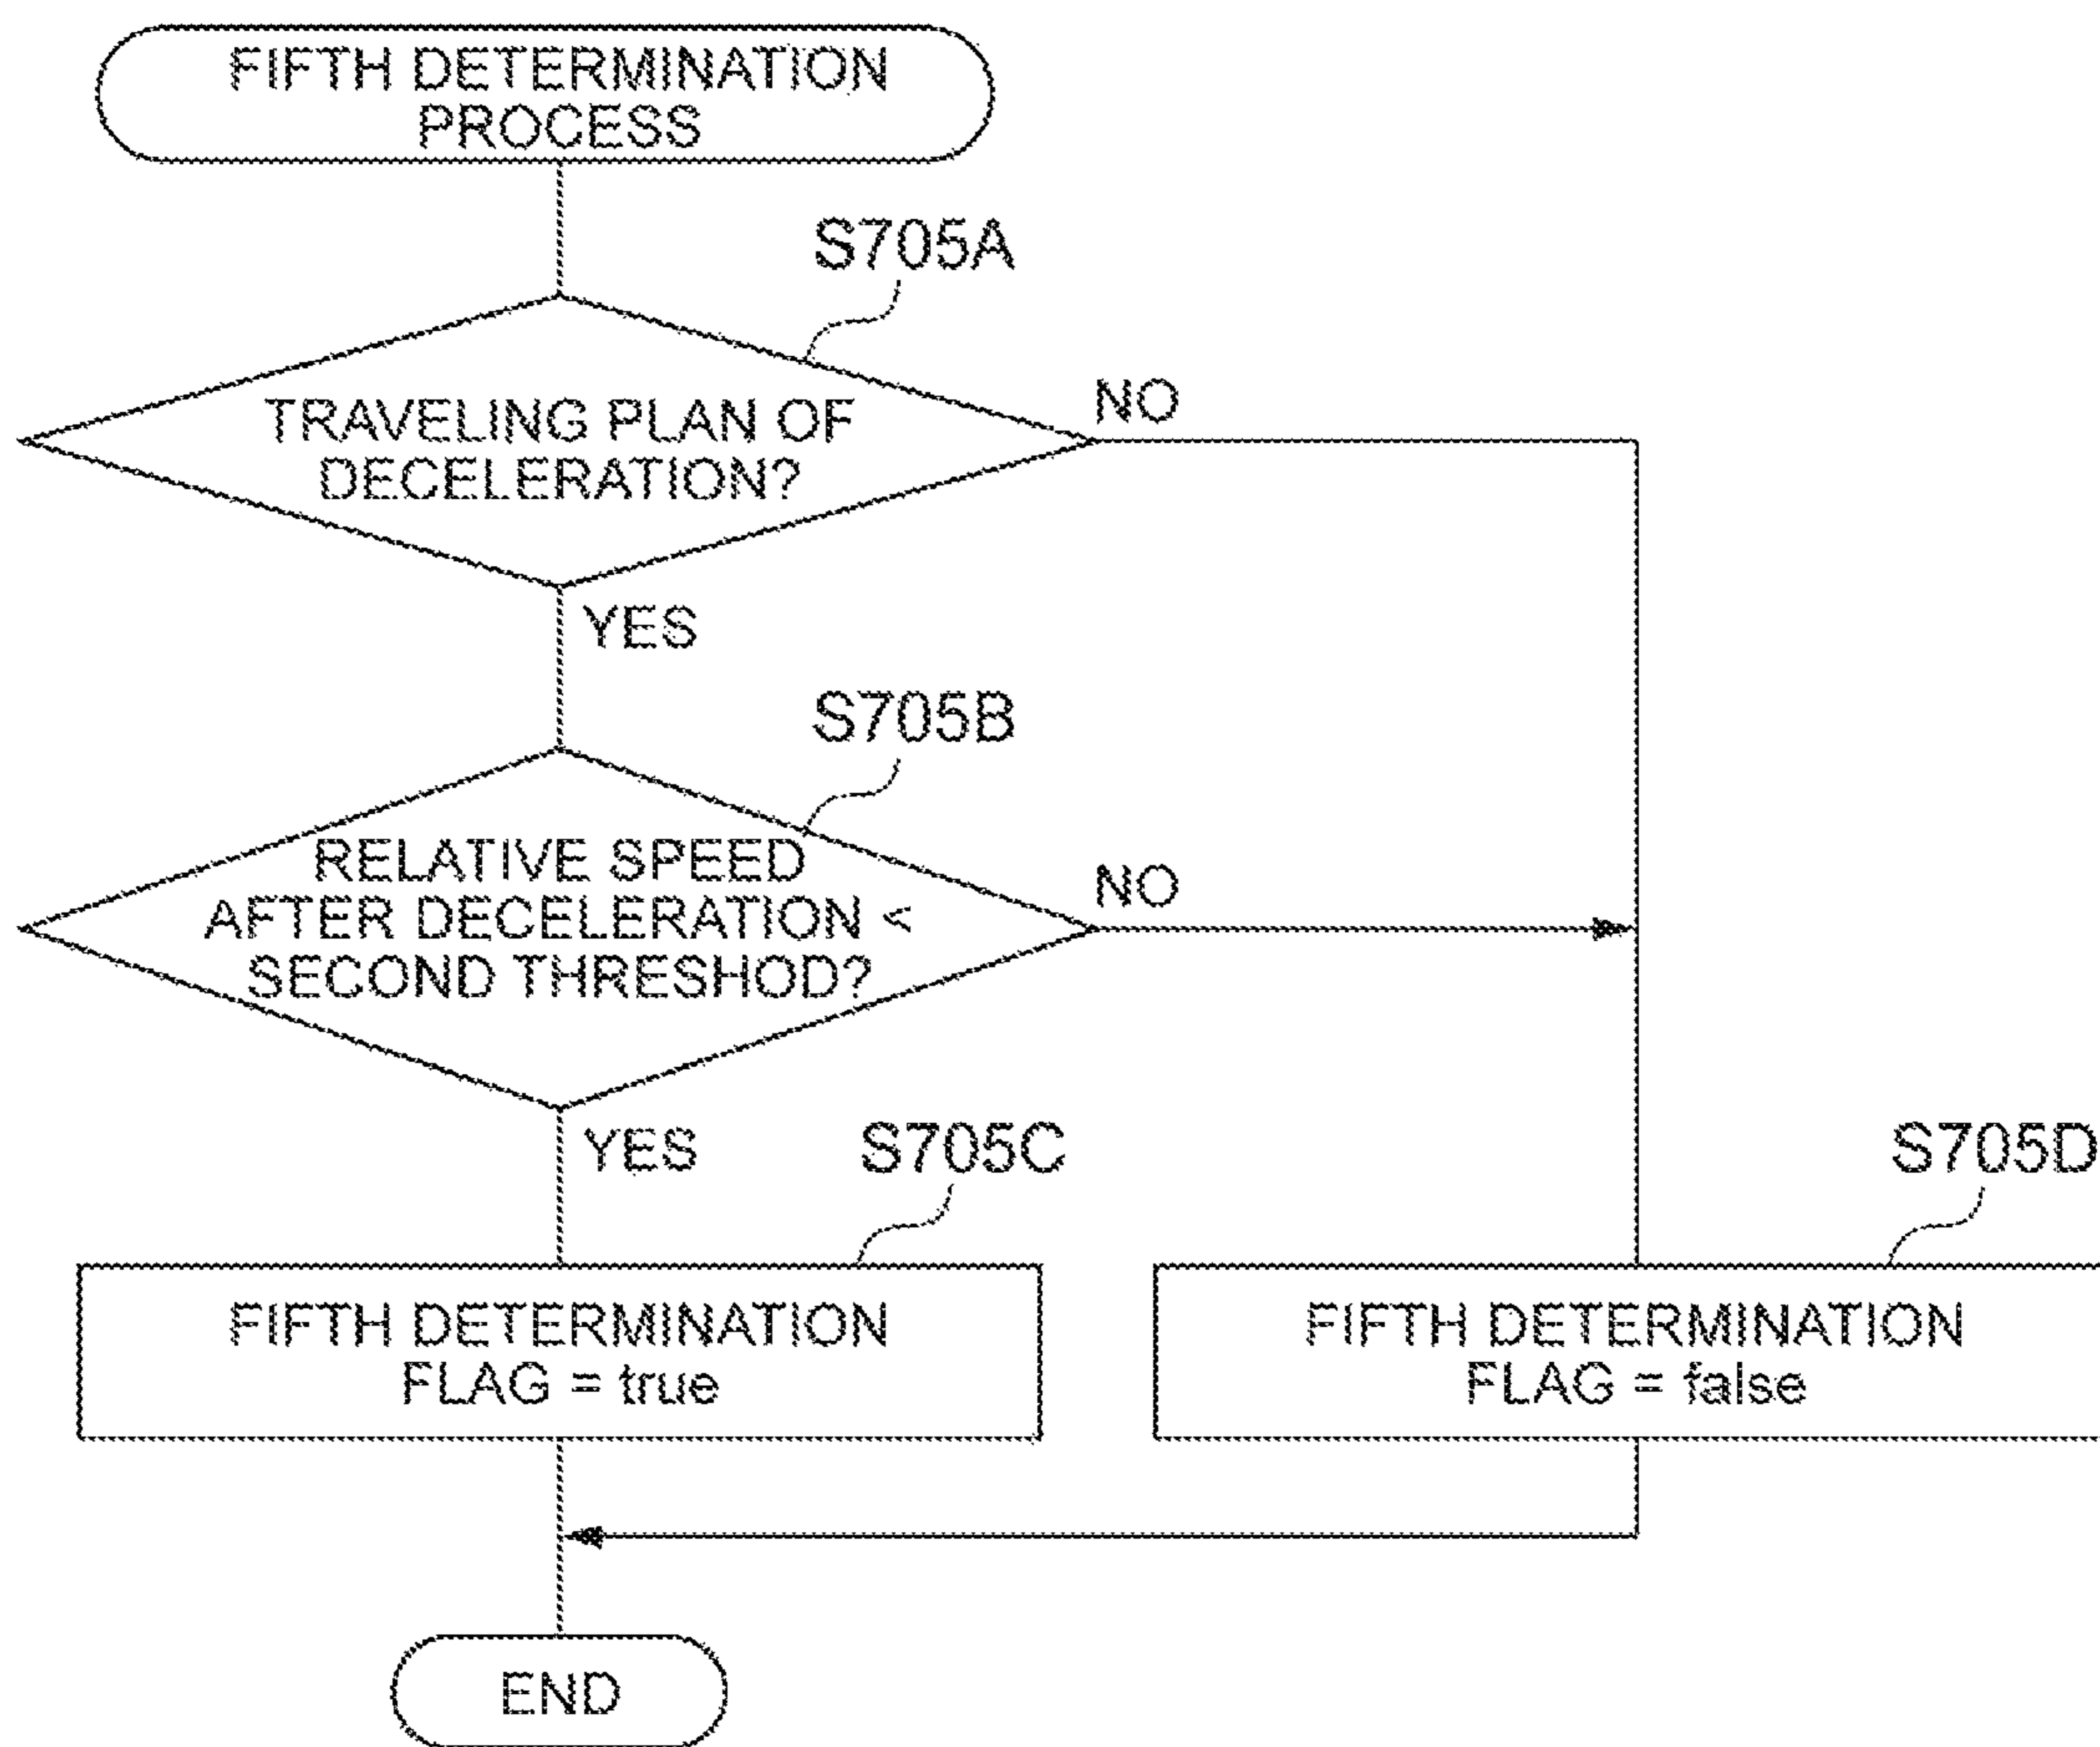 FIFTH DETERMINATION
PROCESS
S705A
TRAVELING PLAN OF
DECELERATION?
NO
YES
S705B
RELATIVE SPEED
AFTER DECELERATION <
SECOND THRESHOD?
NO
YES
S705C
S705D
FIFTH DETERMINATION
FLAG = true
FIFTH DETERMINATION
FLAG = false
END